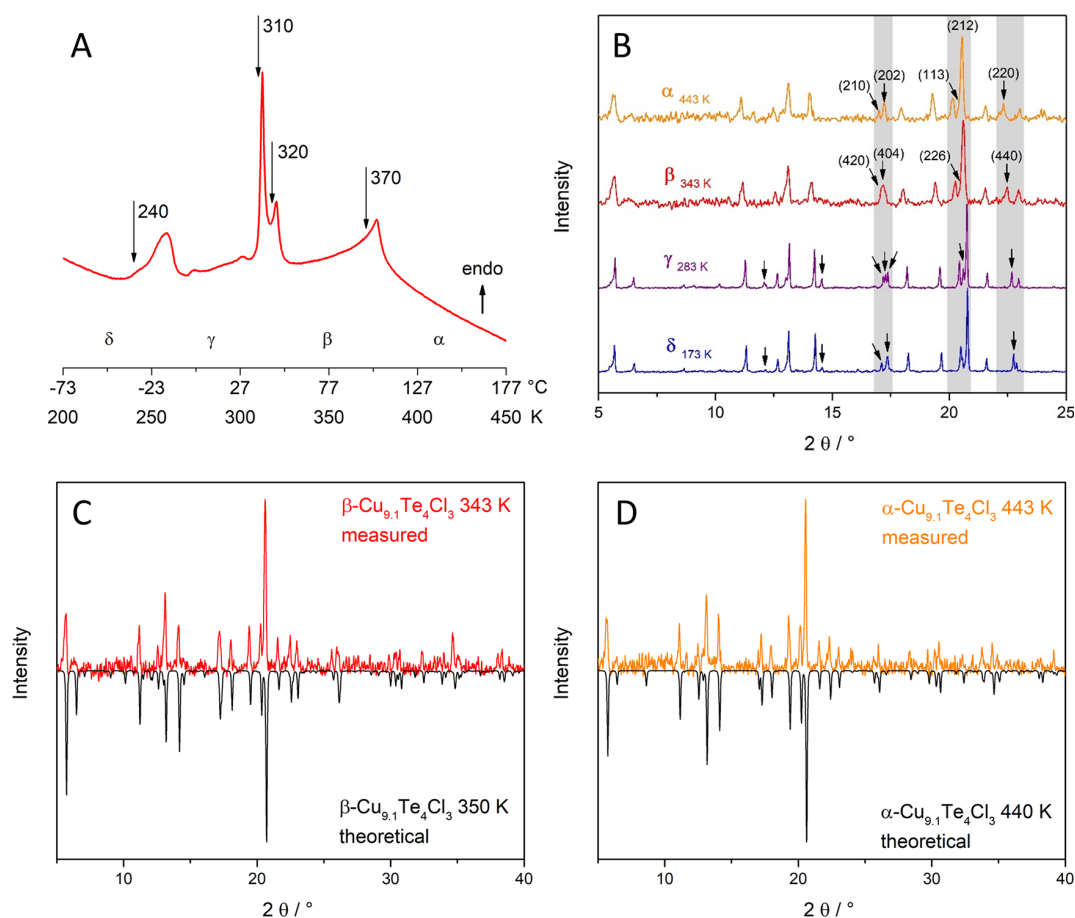 A
310
320
370
240
endo
δ
γ
β
α
-73
-23
27
77
127
177
°C
200
250
300
350
400
450
K
B
(212)
(210)
(202)
(113)
(220)
α 443 K
(420)
(404)
(226)
(440)
β 343 K
γ 283 K
δ 173 K
Intensity
5
10
15
20
25
2 θ / °
C
β-Cu9.1Te4Cl3 343 K
measured
Intensity
β-Cu9.1Te4Cl3 350 K
theoretical
10
20
30
40
2 θ / °
D
α-Cu9.1Te4Cl3 443 K
measured
Intensity
α-Cu9.1Te4Cl3 440 K
theoretical
10
20
30
40
2 θ / °